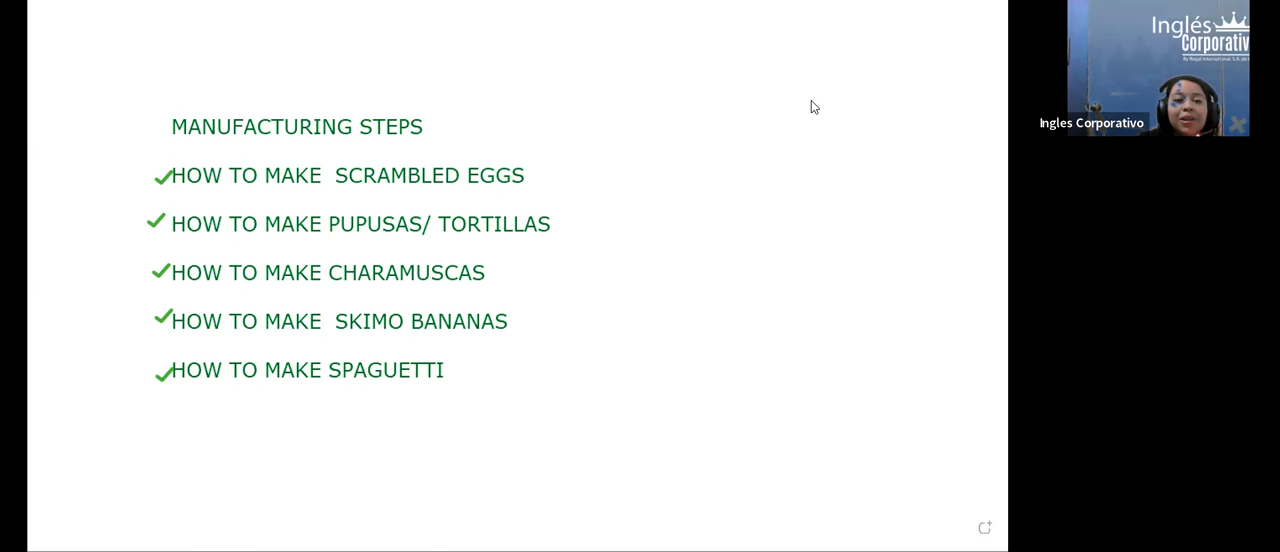 MANUFACTURING STEPS
HOW TO MAKE  SCRAMBLED EGGS
HOW TO MAKE PUPUSAS/ TORTILLAS
HOW TO MAKE CHARAMUSCAS
HOW TO MAKE  SKIMO BANANAS
HOW TO MAKE SPAGUETTI
Inglés
Corporativ
Ingles Corporativo